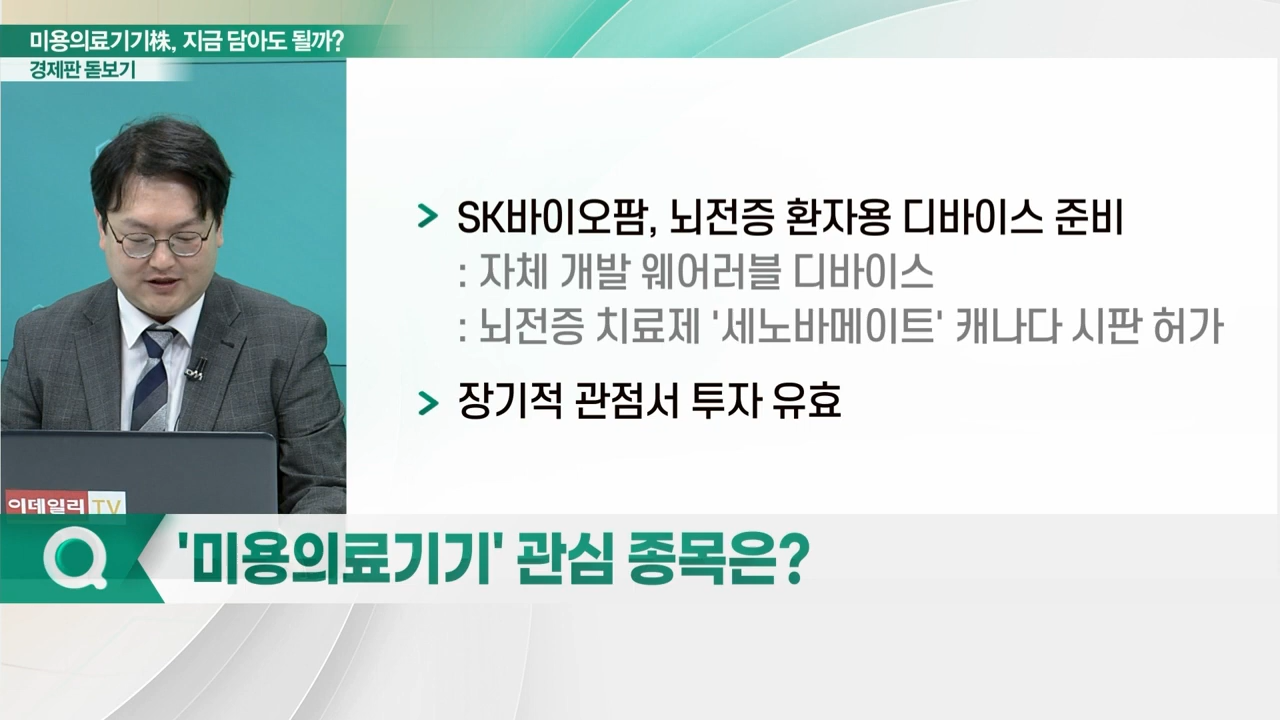 미용의료기기株, 지금 담아도 될까?
경제판 돋보기
> SK바이오팜, 뇌전증 환자용 디바이스 준비
: 자체 개발 웨어러블 디바이스
: 뇌전증 치료제 '세노바메이트' 캐나다 시판 허가
> 장기적 관점서 투자 유효
이데일리 TV
'미용의료기기' 관심 종목은?